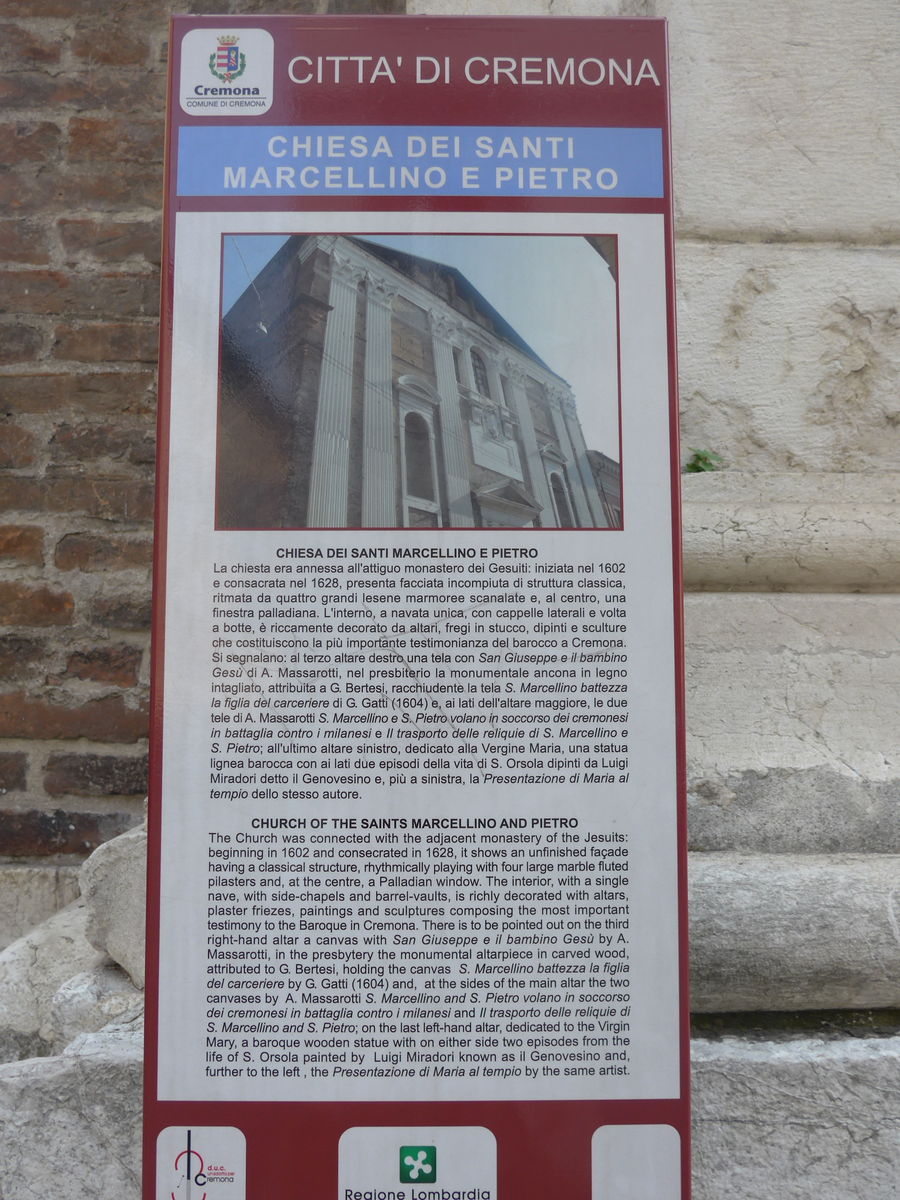 Cremona
COMUNE DI CREMONA
CITTA' DI CREMONA
CHIESA DEI SANTI
MARCELLINO E PIETRO
CHIESA DEI SANTI MARCELLINO E PIETRO
La chiesta era annessa all'attiguo monastero dei Gesuiti: iniziata nel 1602
e consacrata nel 1628, presenta facciata incompiuta di struttura classica,
ritmata da quattro grandi lesene marmoree scanalate e, al centro, una
finestra palladiana. L'interno, a navata unica, con cappelle laterali e volta
a botte, è riccamente decorato da altari, fregi in stucco, dipinti e sculture
che costituiscono la più importante testimonianza del barocco a Cremona.
Si segnalano: al terzo altare destro una tela con San Giuseppe e il bambino
Gesù di A. Massarotti, nel presbiterio la monumentale ancona in legno
intagliato, attribuita a G. Bertesi, racchiudente la tela S. Marcellino battezza
la figlia del carceriere di G. Gatti (1604) e, ai lati dell'altare maggiore, le due
tele di A. Massarotti S. Marcellino e S. Pietro volano in soccorso dei cremonesi
in battaglia contro i milanesi e Il trasporto delle reliquie di S. Marcellino e
S. Pietro; all'ultimo altare sinistro, dedicato alla Vergine Maria, una statua
lignea barocca con ai lati due episodi della vita di S. Orsola dipinti da Luigi
Miradori detto il Genovesino e, più a sinistra, la Presentazione di Maria al
tempio dello stesso autore.
CHURCH OF THE SAINTS MARCELLINO AND PIETRO
The Church was connected with the adjacent monastery of the Jesuits:
beginning in 1602 and consecrated in 1628, it shows an unfinished façade
having a classical structure, rhythmically playing with four large marble fluted
pilasters and, at the centre, a Palladian window. The interior, with a single
nave, with side-chapels and barrel-vaults, is richly decorated with altars,
plaster friezes, paintings and sculptures composing the most important
testimony to the Baroque in Cremona. There is to be pointed out on the third
right-hand altar a canvas with San Giuseppe e il bambino Gesù by A.
Massarotti, in the presbytery the monumental altarpiece in carved wood,
attributed to G. Bertesi, holding the canvas S. Marcellino battezza la figlia
del carceriere by G. Gatti (1604) and, at the sides of the main altar the two
canvases by A. Massarotti S. Marcellino and S. Pietro volano in soccorso
dei cremonesi in battaglia contro i milanesi and Il trasporto delle reliquie di
S. Marcellino and S. Pietro; on the last left-hand altar, dedicated to the Virgin
Mary, a baroque wooden statue with on either side two episodes from the
life of S. Orsola painted by Luigi Miradori known as il Genovesino and,
further to the left , the Presentazione di Maria al tempio by the same artist.
d.u.c.
Cremona
Regione Lombardia